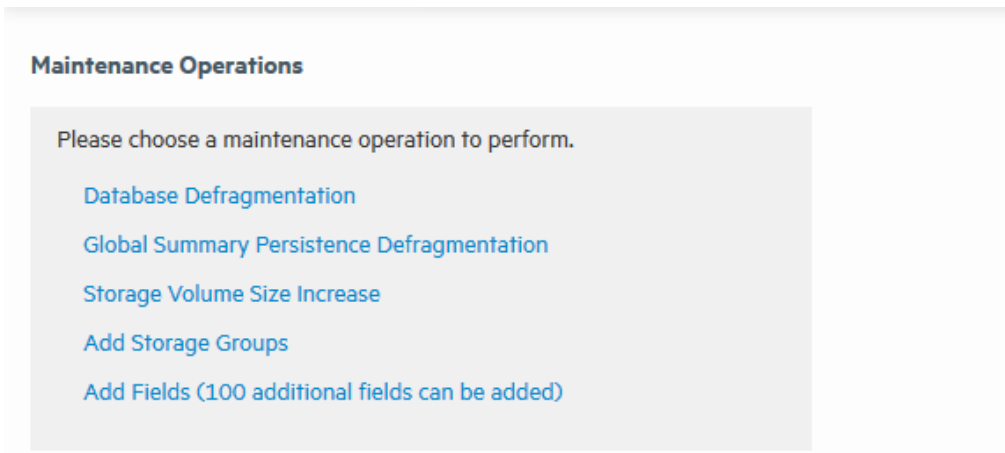 Maintenance Operations
Please choose a maintenance operation to perform.
Database Defragmentation
Global Summary Persistence Defragmentation
Storage Volume Size Increase
Add Storage Groups
Add Fields (100 additional fields can be added)